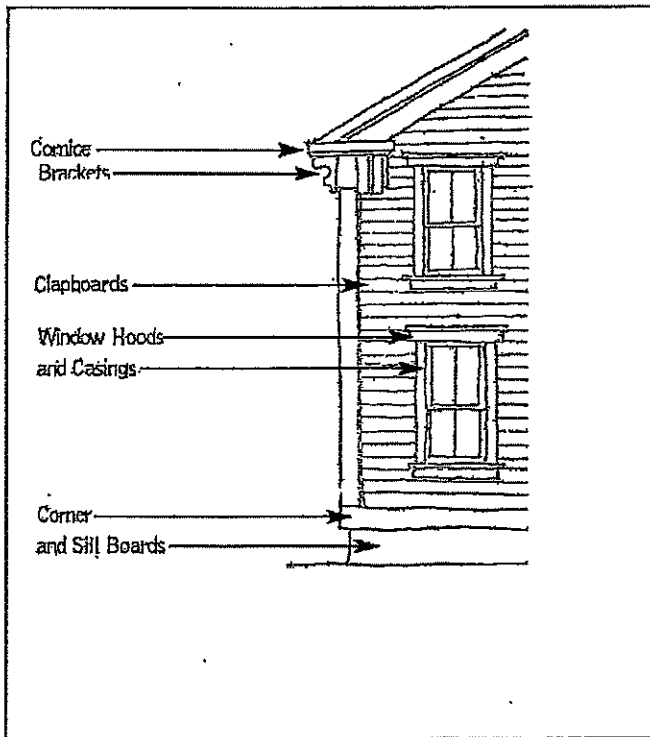 Cornice
Brackets
Clapboards
Window Hoods
and Casings
Corner
and Sill Boards